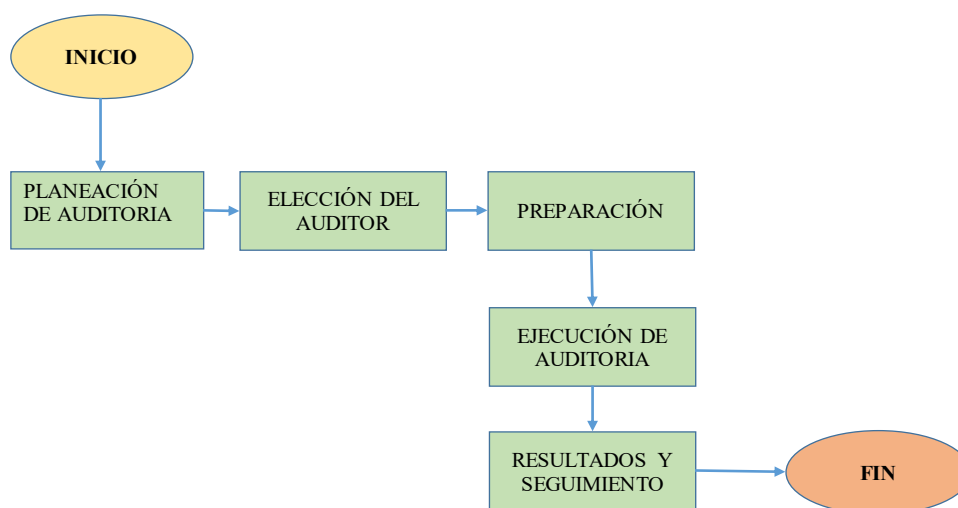 INICIO
PLANEACIÓN
DE AUDITORIA
ELECCIÓN DEL
AUDITOR
PREPARACIÓN
EJECUCIÓN DE
AUDITORIA
RESULTADOS Y
SEGUIMIENTO
FIN